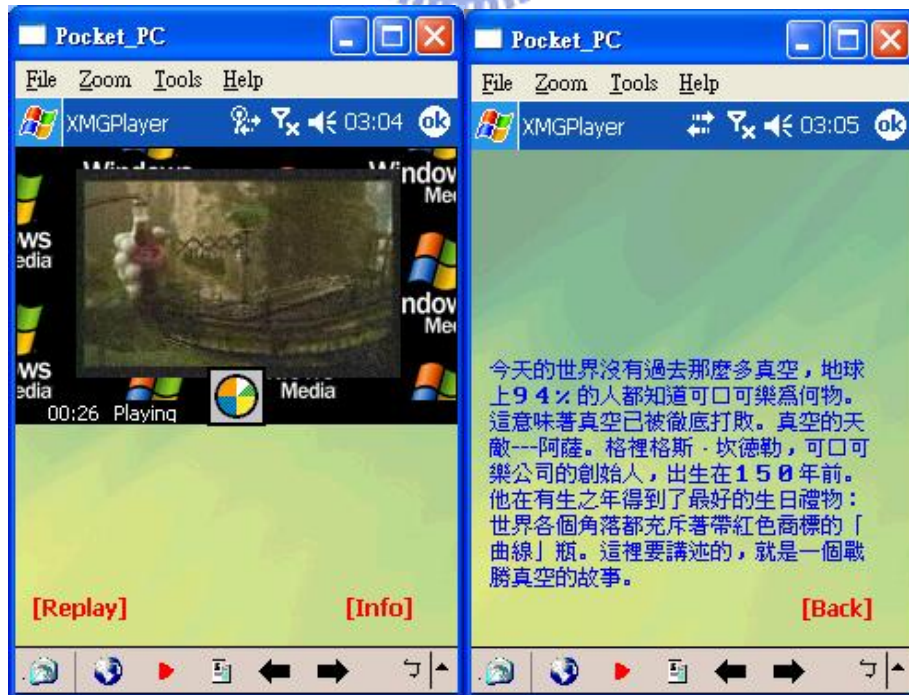 Pocket_PC
File Zoom Tools Help
XMGPlayer 03:04 ok
Windows
Media
00:26 Playing
[Replay] [Info]
ㄅ
Pocket_PC
File Zoom Tools Help
XMGPlayer 03:05 ok
今天的世界沒有過去那麼多真空，地球
上94%的人都知道可口可樂爲何物。
這意味著真空已被徹底打敗。真空的天
敵---阿薩。格裡格斯‧坎德勒，可口可
樂公司的創始人，出生在150年前。
他在有生之年得到了最好的生日禮物：
世界各個角落都充斥著帶紅色商標的「
曲線」瓶。這裡要講述的，就是一個戰
勝真空的故事。
[Back]
ㄅ